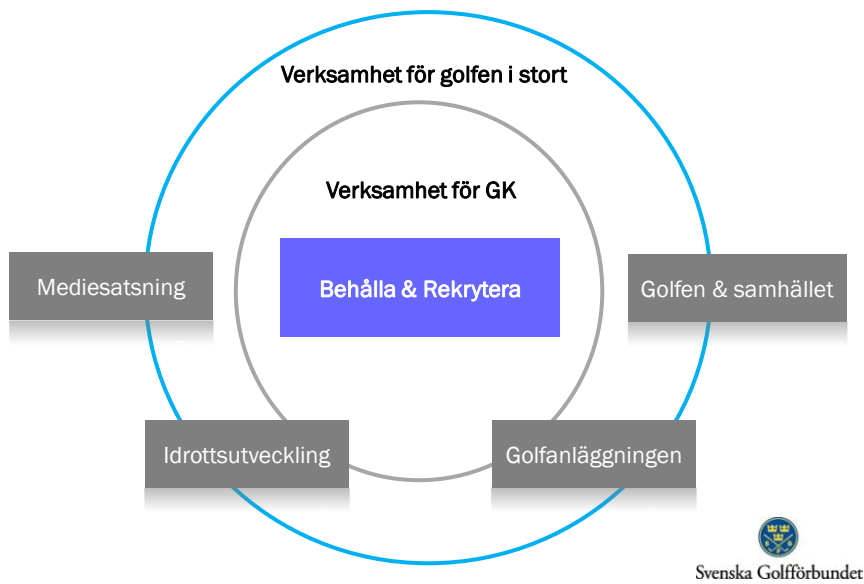 Verksamhet för golfen i stort
Verksamhet för GK
Behålla & Rekrytera
Mediesatsning
Golfen & samhället
Idrottsutveckling
Golfanläggningen
Svenska Golfförbundet